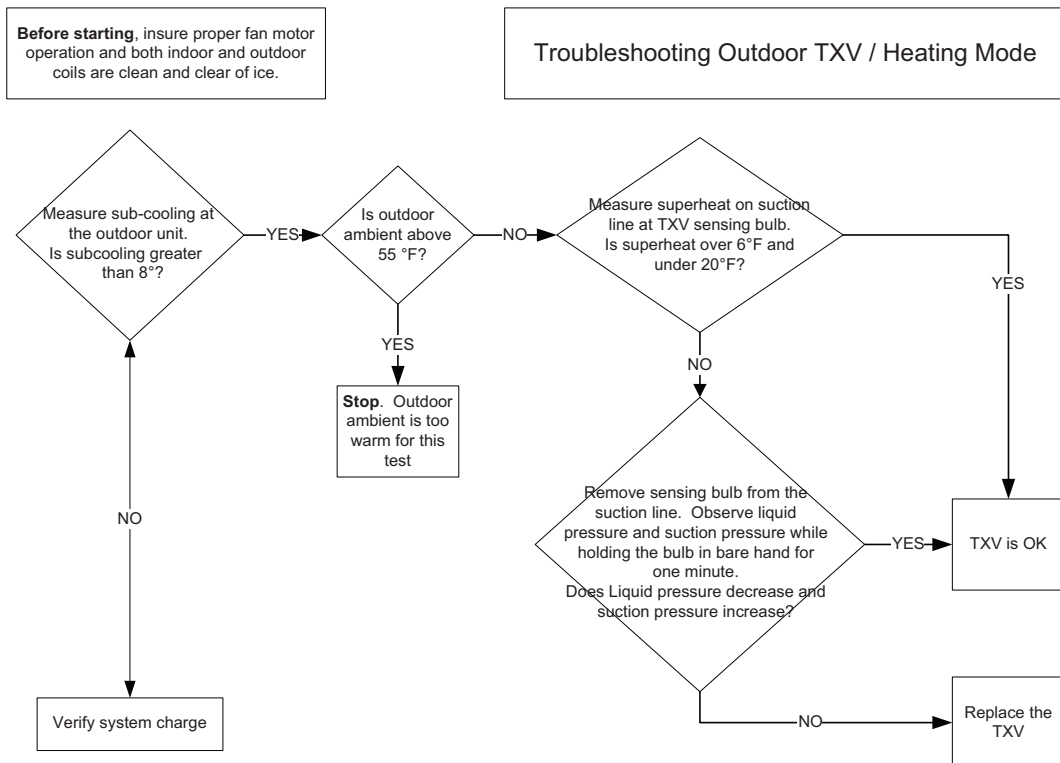 Before starting, insure proper fan motor
operation and both indoor and outdoor
coils are clean and clear of ice.
Troubleshooting Outdoor TXV / Heating Mode
Measure sub-cooling at
the outdoor unit.
Is subcooling greater
than 8°?
YES
Is outdoor
ambient above
55 °F?
NO
Measure superheat on suction
line at TXV sensing bulb.
Is superheat over 6°F and
under 20°F?
YES
YES
NO
Stop. Outdoor
ambient is too
warm for this
test
Remove sensing bulb from the
suction line. Observe liquid
pressure and suction pressure while
holding the bulb in bare hand for
one minute.
Does Liquid pressure decrease and
suction pressure increase?
NO
YES
TXV is OK
Verify system charge
NO
Replace the
TXV